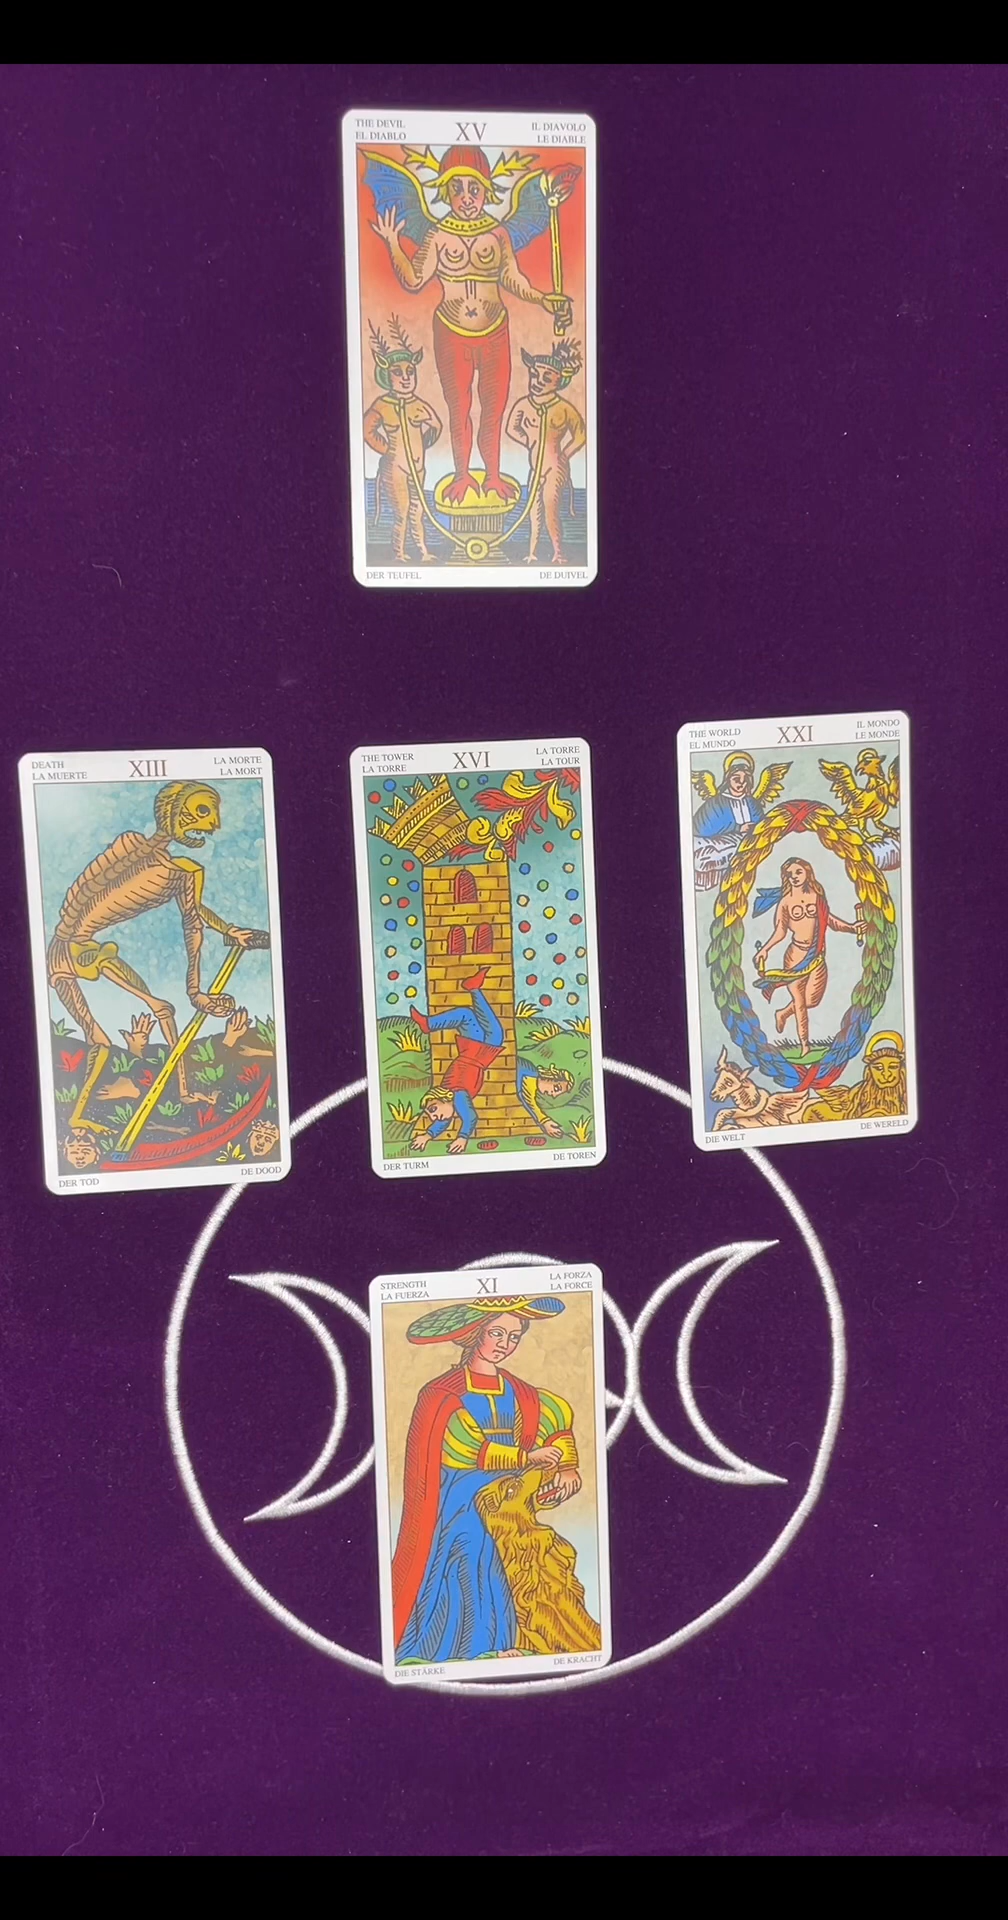 THE DEVIL
EL DIABLO
XV
IL DIAVOLO
LE DIABLE
DER TEUFEL
DE DUIVEL
DEATH
LA MUERTE
XIII
LA MORTE
LA MORT
DER TOD
DE DOOD
THE TOWER
LA TORRE
XVI
LA TORRE
LA TOUR
DER TURM
DE TOREN
THE WORLD
EL MUNDO
XXI
IL MONDO
LE MONDE
DIE WELT
DE WERELD
STRENGTH
LA FUERZA
XI
LA FORZA
LA FORCE
DIE STÄRKE
DE KRACHT